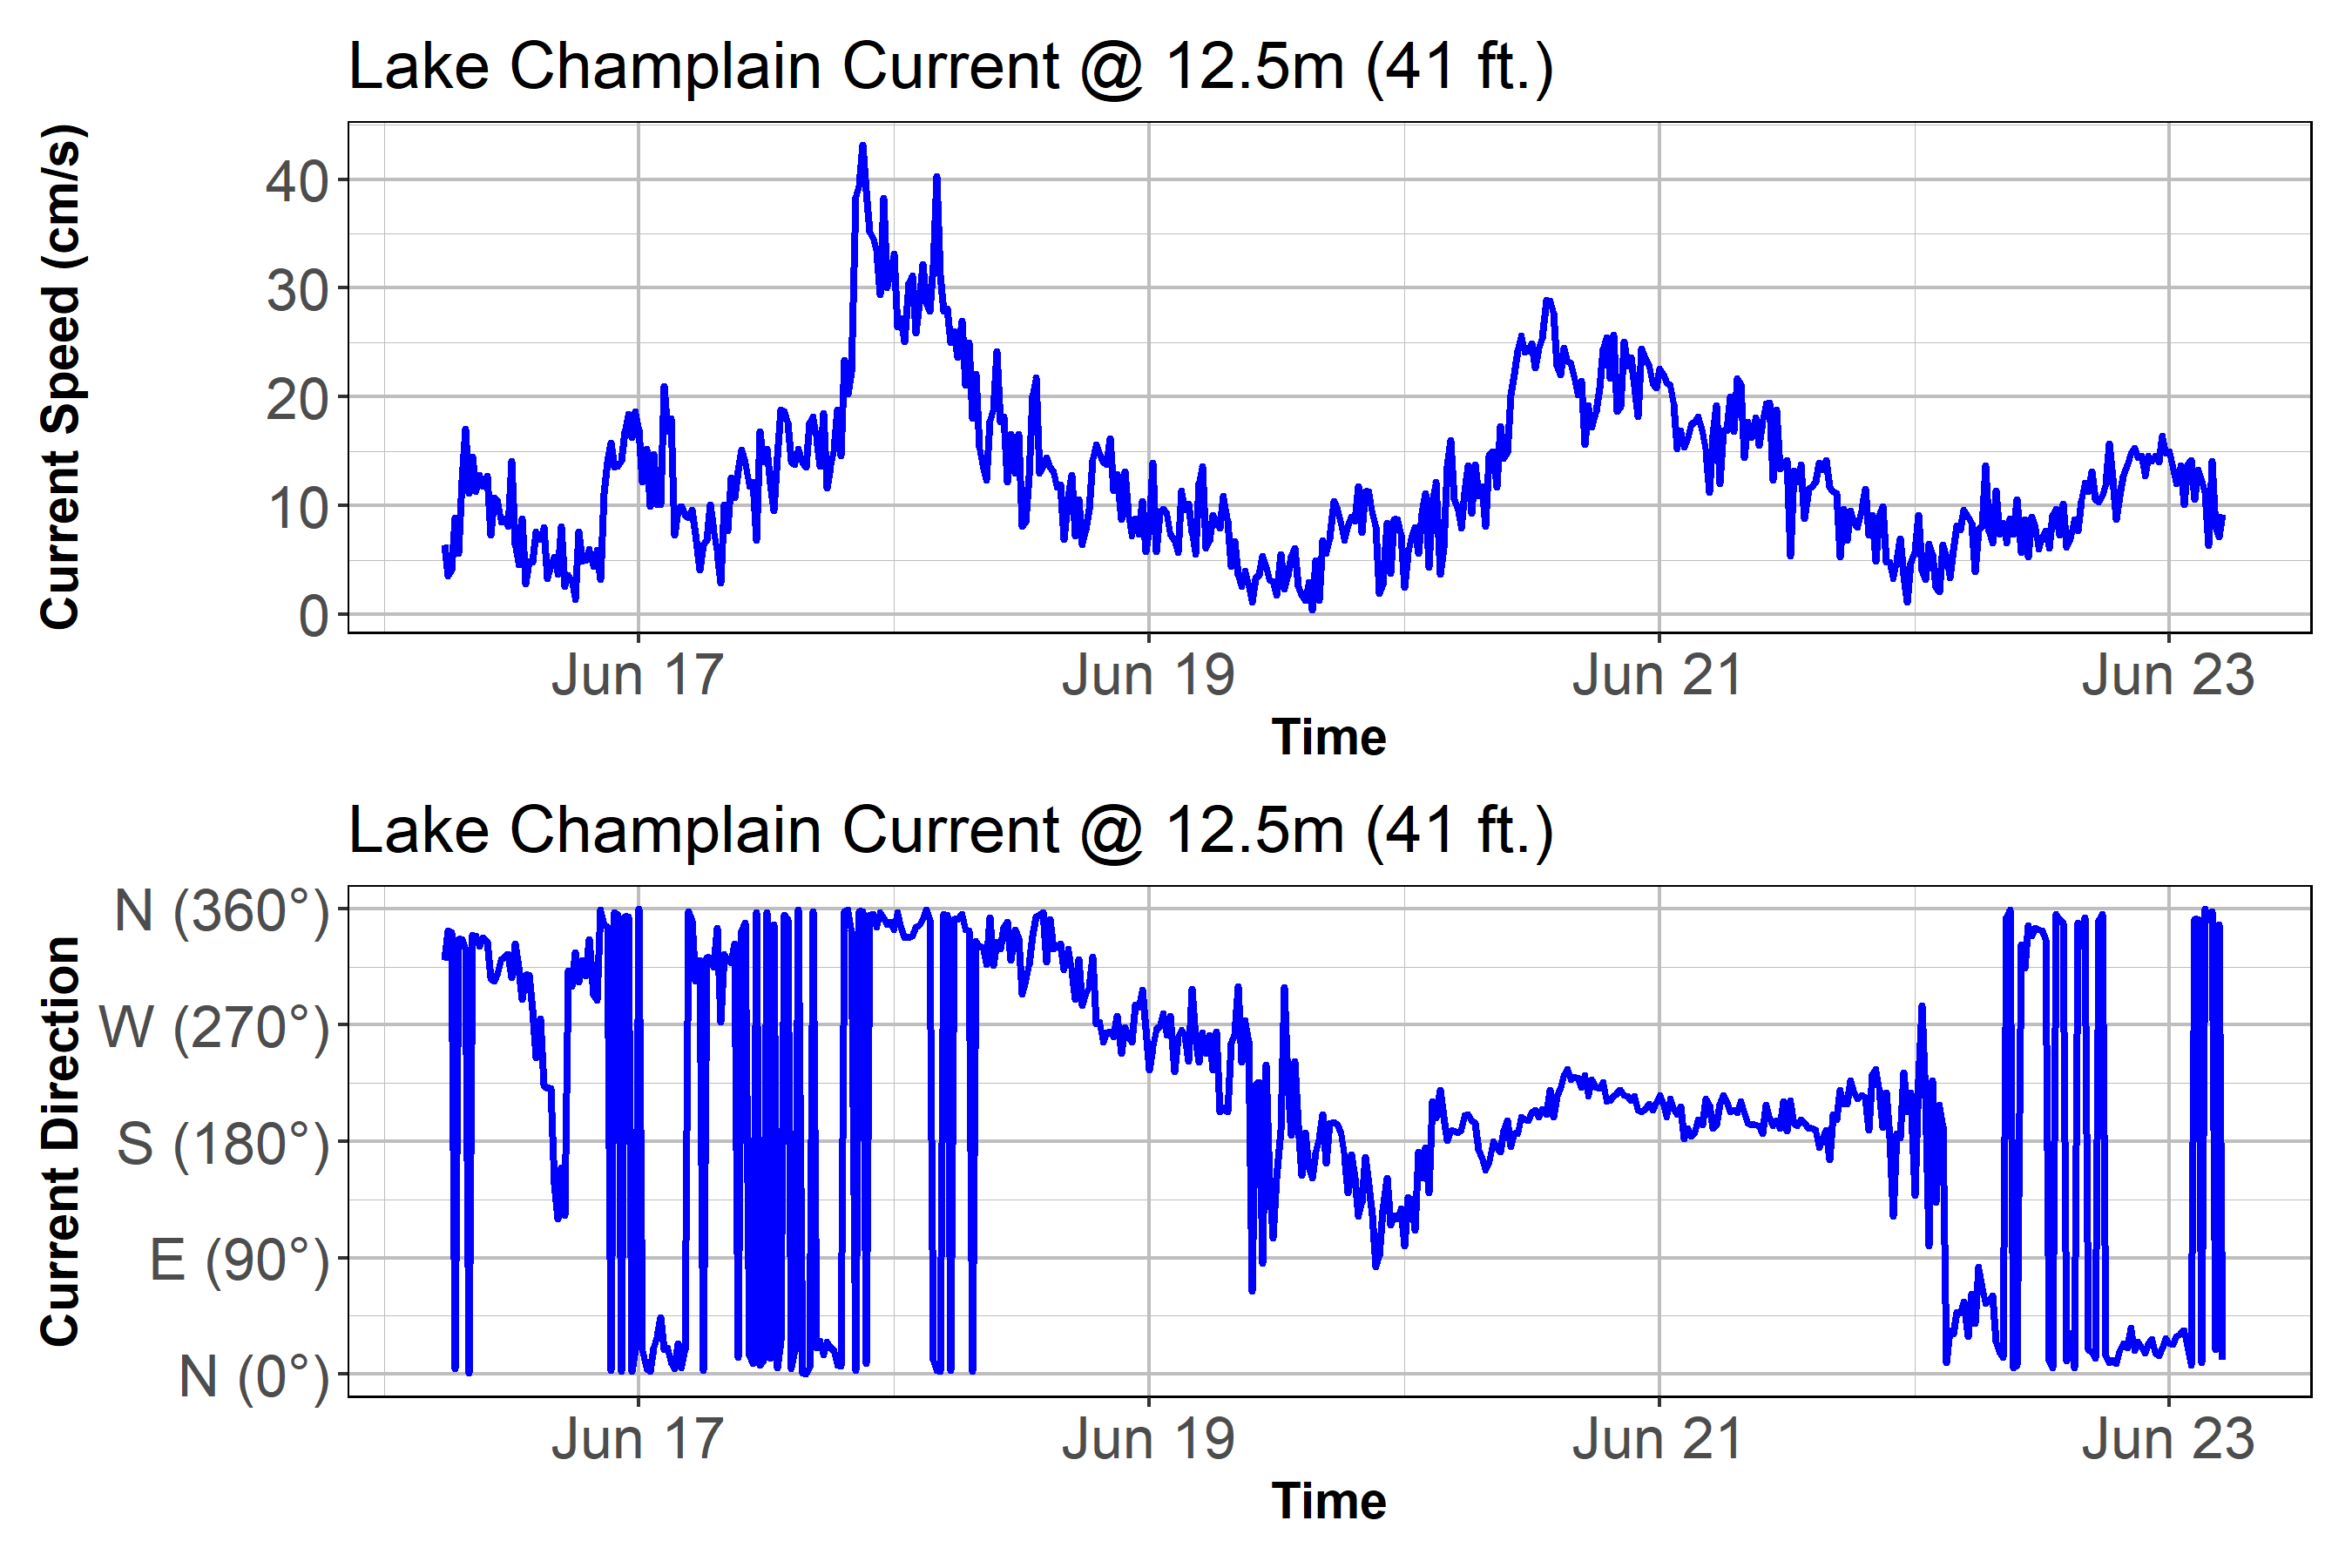 Lake Champlain Current @ 12.5m (41 ft.)
Current Speed (cm/s)
40
30
20
10
0
Jun 17 Jun 19 Jun 21 Jun 23
Time
Lake Champlain Current @ 12.5m (41 ft.)
Current Direction
N (360°)
W (270°)
S (180°)
E (90°)
N (0°)
Jun 17 Jun 19 Jun 21 Jun 23
Time